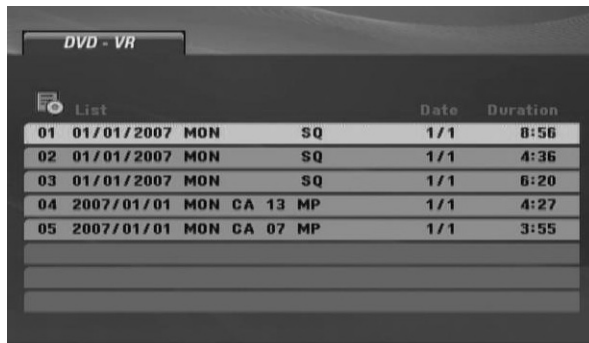 DVD - VR
List Date Duration
01 01/01/2007 MON SQ 1/1 8:56
02 01/01/2007 MON SQ 1/1 4:36
03 01/01/2007 MON SQ 1/1 6:20
04 2007/01/01 MON CA 13 MP 1/1 4:27
05 2007/01/01 MON CA 07 MP 1/1 3:55